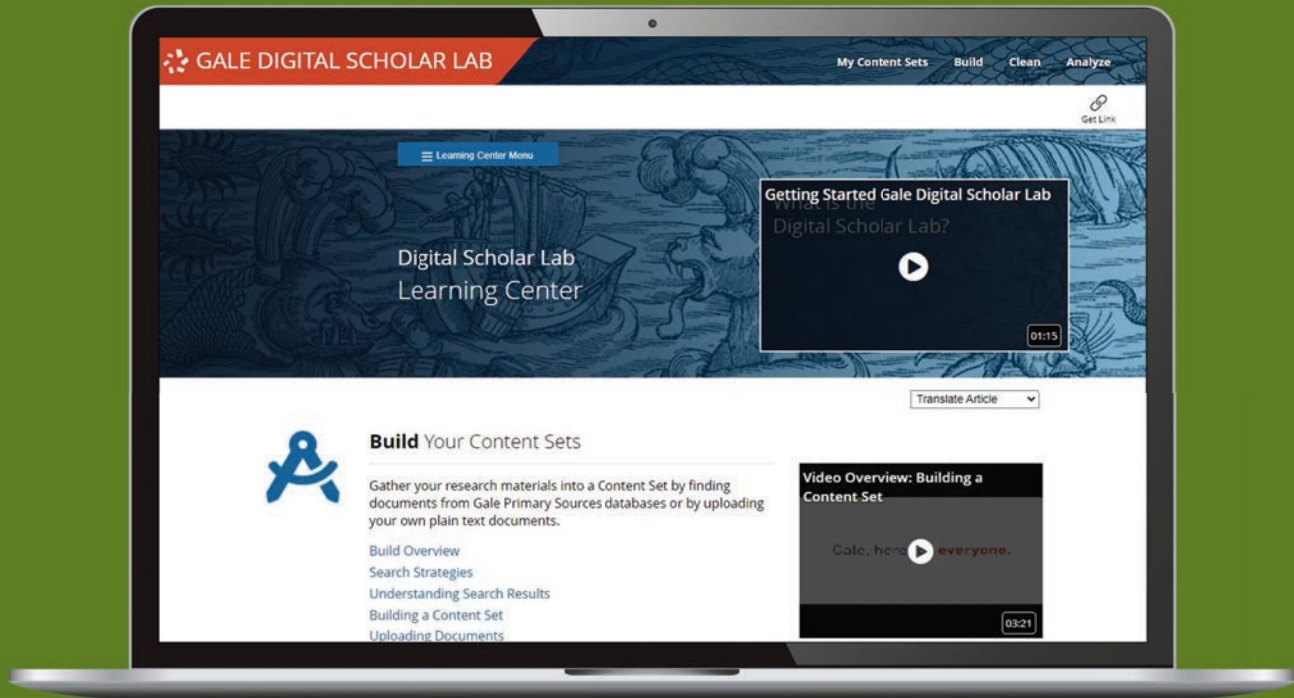 GALE DIGITAL SCHOLAR LAB
My Content Sets Build Clean Analyze
Get Link
Learning Center Menu
Getting Started Gale Digital Scholar Lab
What is the
Digital Scholar Lab?
01:15
Digital Scholar Lab
Learning Center
Translate Article
Build Your Content Sets
Gather your research materials into a Content Set by finding
documents from Gale Primary Sources databases or by uploading
your own plain text documents.
Build Overview
Search Strategies
Understanding Search Results
Building a Content Set
Uploading Documents
Video Overview: Building a
Content Set
Gale, here everyone.
03:21